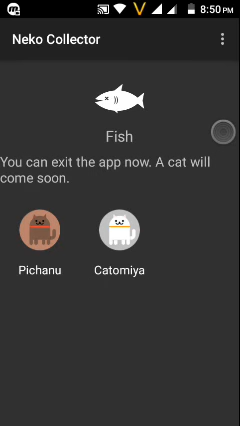 8:50 PM
Neko Collector
Fish
You can exit the app now. A cat will
come soon.
Pichanu
Catomiya